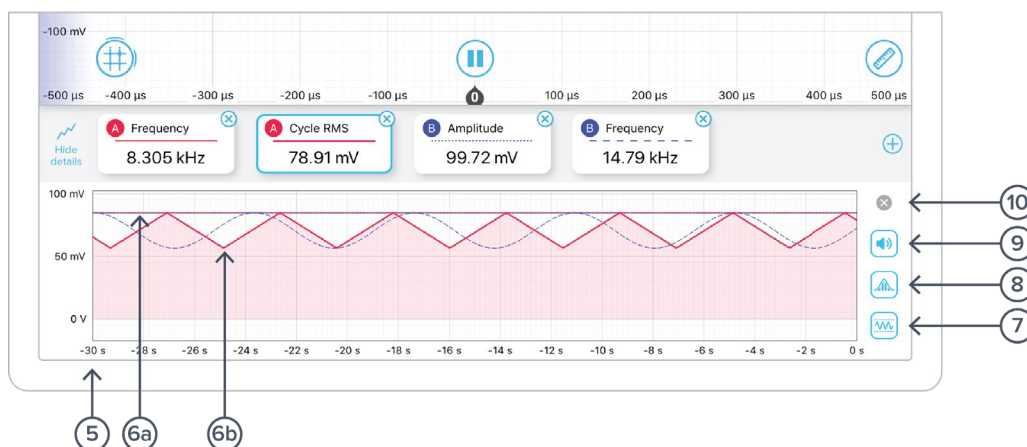 -100 mV
-500 µs -400 µs -300 µs -200 µs -100 µs 0 100 µs 200 µs 300 µs 400 µs 500 µs
Hide
details
A Frequency
8.305 kHz
A Cycle RMS
78.91 mV
B Amplitude
99.72 mV
B Frequency
14.79 kHz
100 mV
50 mV
0 V
-30 s -28 s -26 s -24 s -22 s -20 s -18 s -16 s -14 s -12 s -10 s -8 s -6 s -4 s -2 s 0 s
10
9
8
7
5 6a 6b